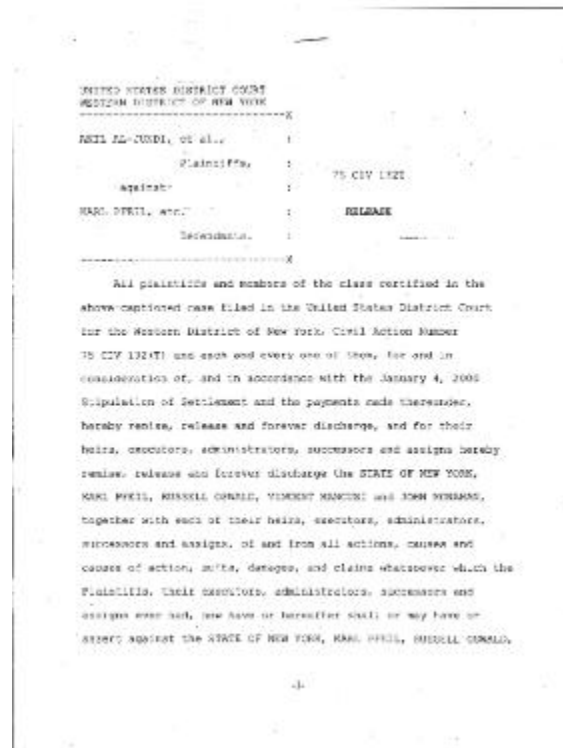 UNITED STATES DISTRICT COURT
WESTERN DISTRICT OF NEW YORK
------------------------------X
AKIL AL-JUNDI, et al., :
Plaintiffs, :
75 CIV 132T
against- :
KARL PFEIL, etc. : RELEASE
Defendants. :
------------------------------X
All plaintiffs and members of the class certified in the
above-captioned case filed in the United States District Court
for the Western District of New York, Civil Action Number
75 CIV 132(T) and each and every one of them, for and in
consideration of, and in accordance with the January 4, 2000
Stipulation of Settlement and the payments made thereunder,
hereby remise, release and forever discharge, and for their
heirs, executors, administrators, successors and assigns hereby
remise, release and forever discharge the STATE OF NEW YORK,
KARL PFEIL, RUSSELL OSWALD, VINCENT MANCUSI and JOHN MONAHAN,
together with each of their heirs, executors, administrators,
successors and assigns, of and from all actions, causes and
causes of action, suits, damages, and claims whatsoever which the
Plaintiffs, their executors, administrators, successors and
assigns ever had, now have or hereafter shall or may have or
assert against the STATE OF NEW YORK, KARL PFEIL, RUSSELL OSWALD,
-1-